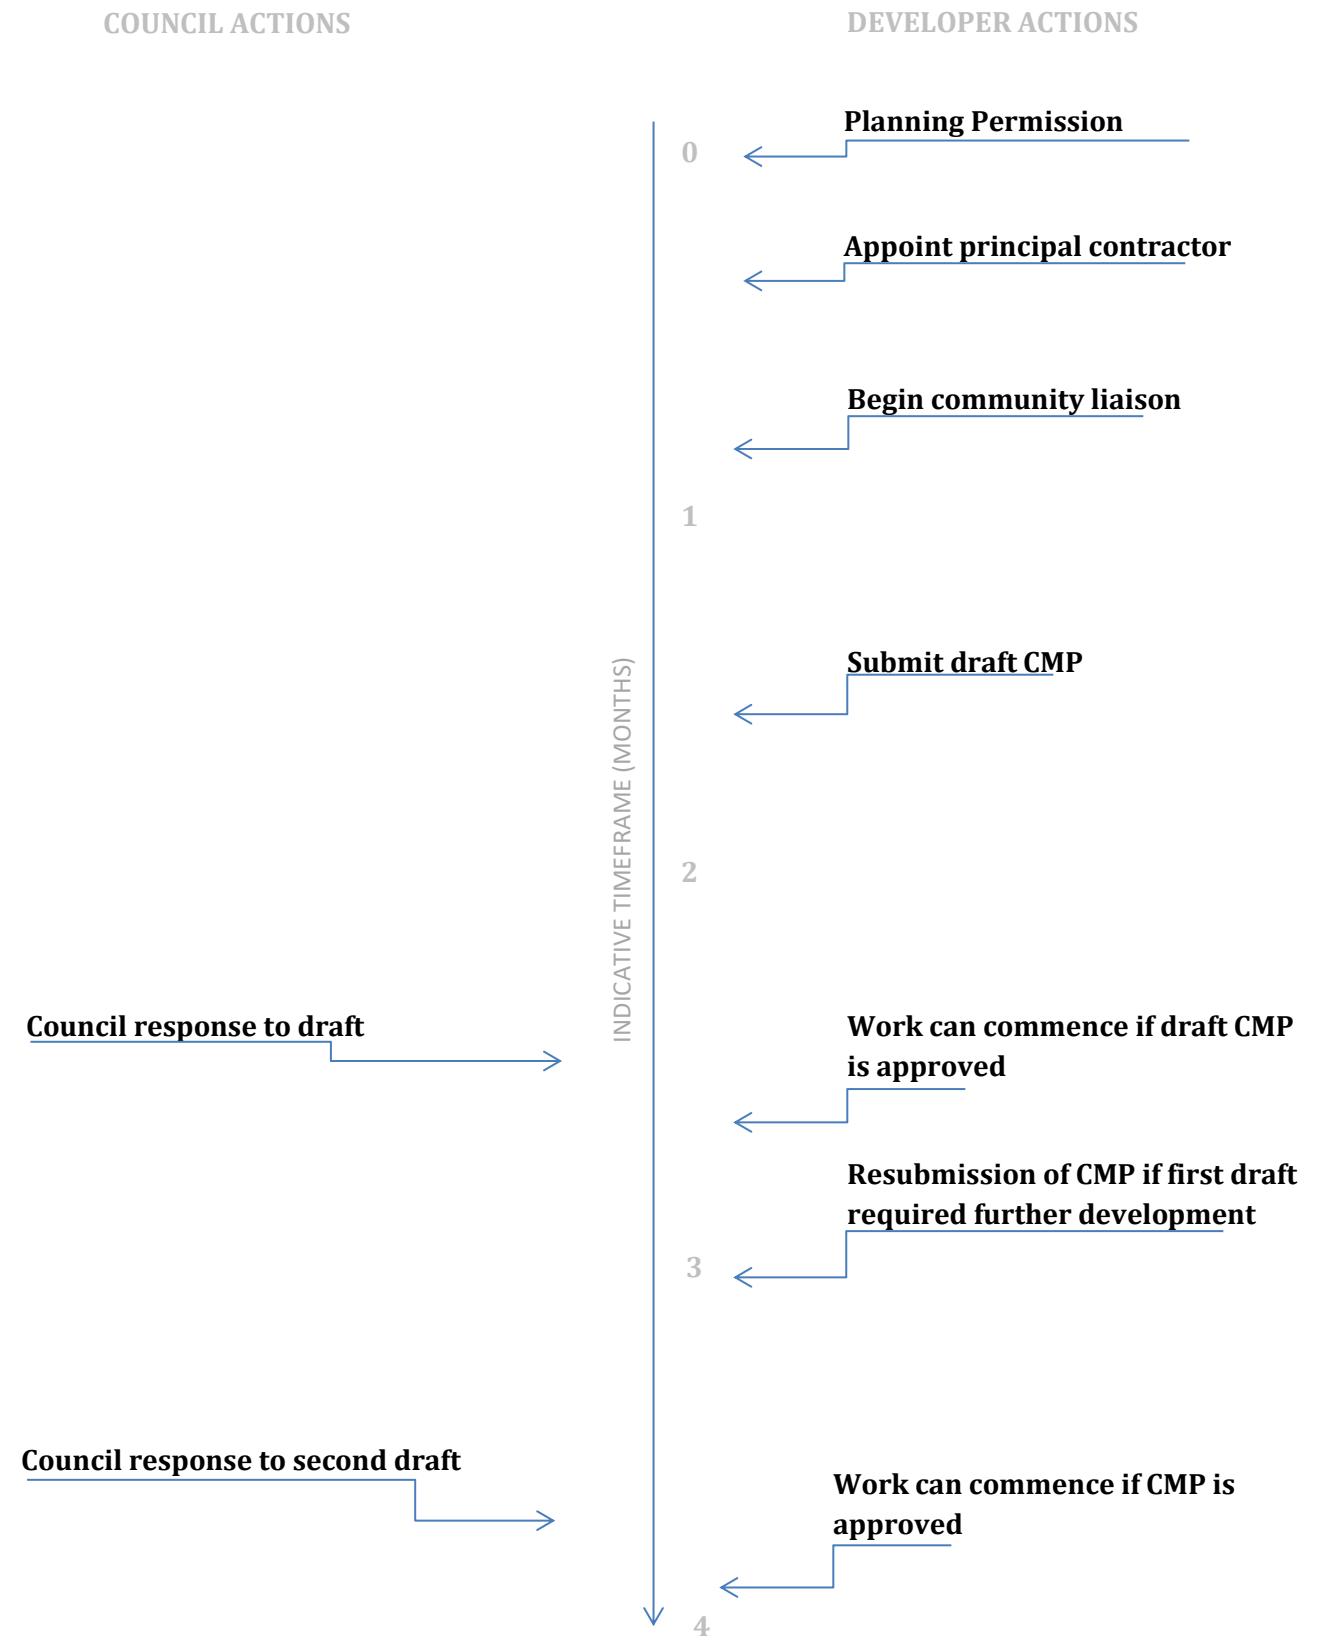 COUNCIL ACTIONS
DEVELOPER ACTIONS
Planning Permission
0
Appoint principal contractor
Begin community liaison
1
Submit draft CMP
INDICATIVE TIMEFRAME (MONTHS)
2
Council response to draft
Work can commence if draft CMP
is approved
Resubmission of CMP if first draft
required further development
3
Council response to second draft
Work can commence if CMP is
approved
4